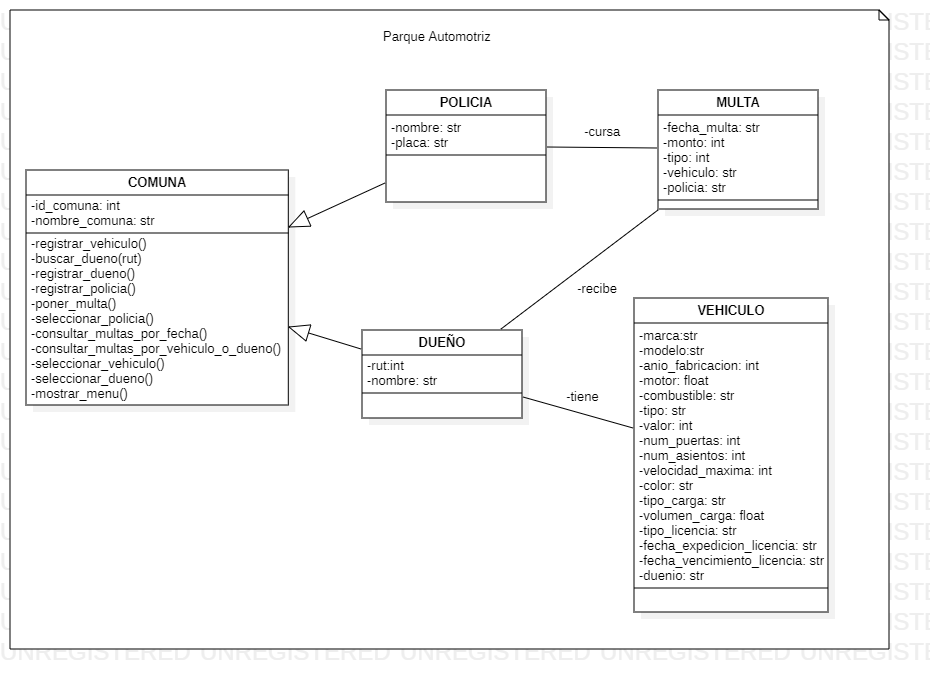 Parque Automotriz
POLICIA
-nombre: str
-placa: str
MULTA
-fecha_multa: str
-monto: int
-tipo: int
-vehiculo: str
-policia: str
-cursa
COMUNA
-id_comuna: int
-nombre_comuna: str
-registrar_vehiculo()
-buscar_dueno(rut)
-registrar_dueno()
-registrar_policia()
-poner_multa()
-seleccionar_policia()
-consultar_multas_por_fecha()
-consultar_multas_por_vehiculo_o_dueno()
-seleccionar_vehiculo()
-seleccionar_dueno()
-mostrar_menu()
-recibe
DUEÑO
-rut:int
-nombre: str
-tiene
VEHICULO
-marca:str
-modelo:str
-anio_fabricacion: int
-motor: float
-combustible: str
-tipo: str
-valor: int
-num_puertas: int
-num_asientos: int
-velocidad_maxima: int
-color: str
-tipo_carga: str
-volumen_carga: float
-tipo_licencia: str
-fecha_expedicion_licencia: str
-fecha_vencimiento_licencia: str
-duenio: str
UNREGISTERED UNREGISTERED UNREGISTERED UNREGISTERED UNREGISTERED